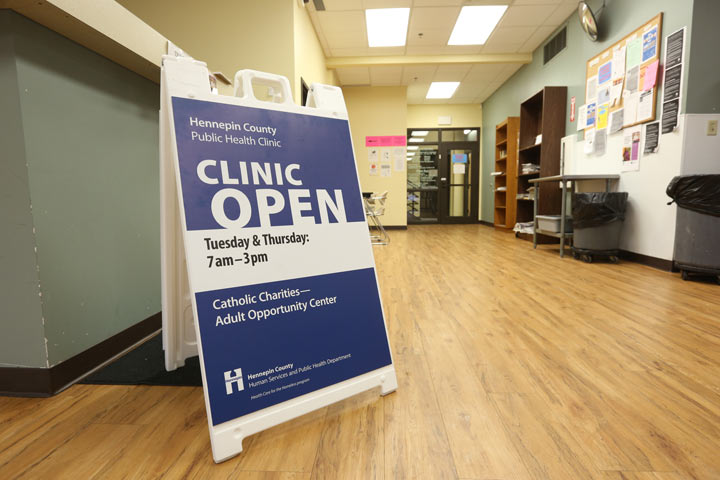 Hennepin County
Public Health Clinic
CLINIC
OPEN
Tuesday & Thursday:
7am–3pm
Catholic Charities—
Adult Opportunity Center
Hennepin County
Human Services and Public Health Department
Health Care for the Homeless program